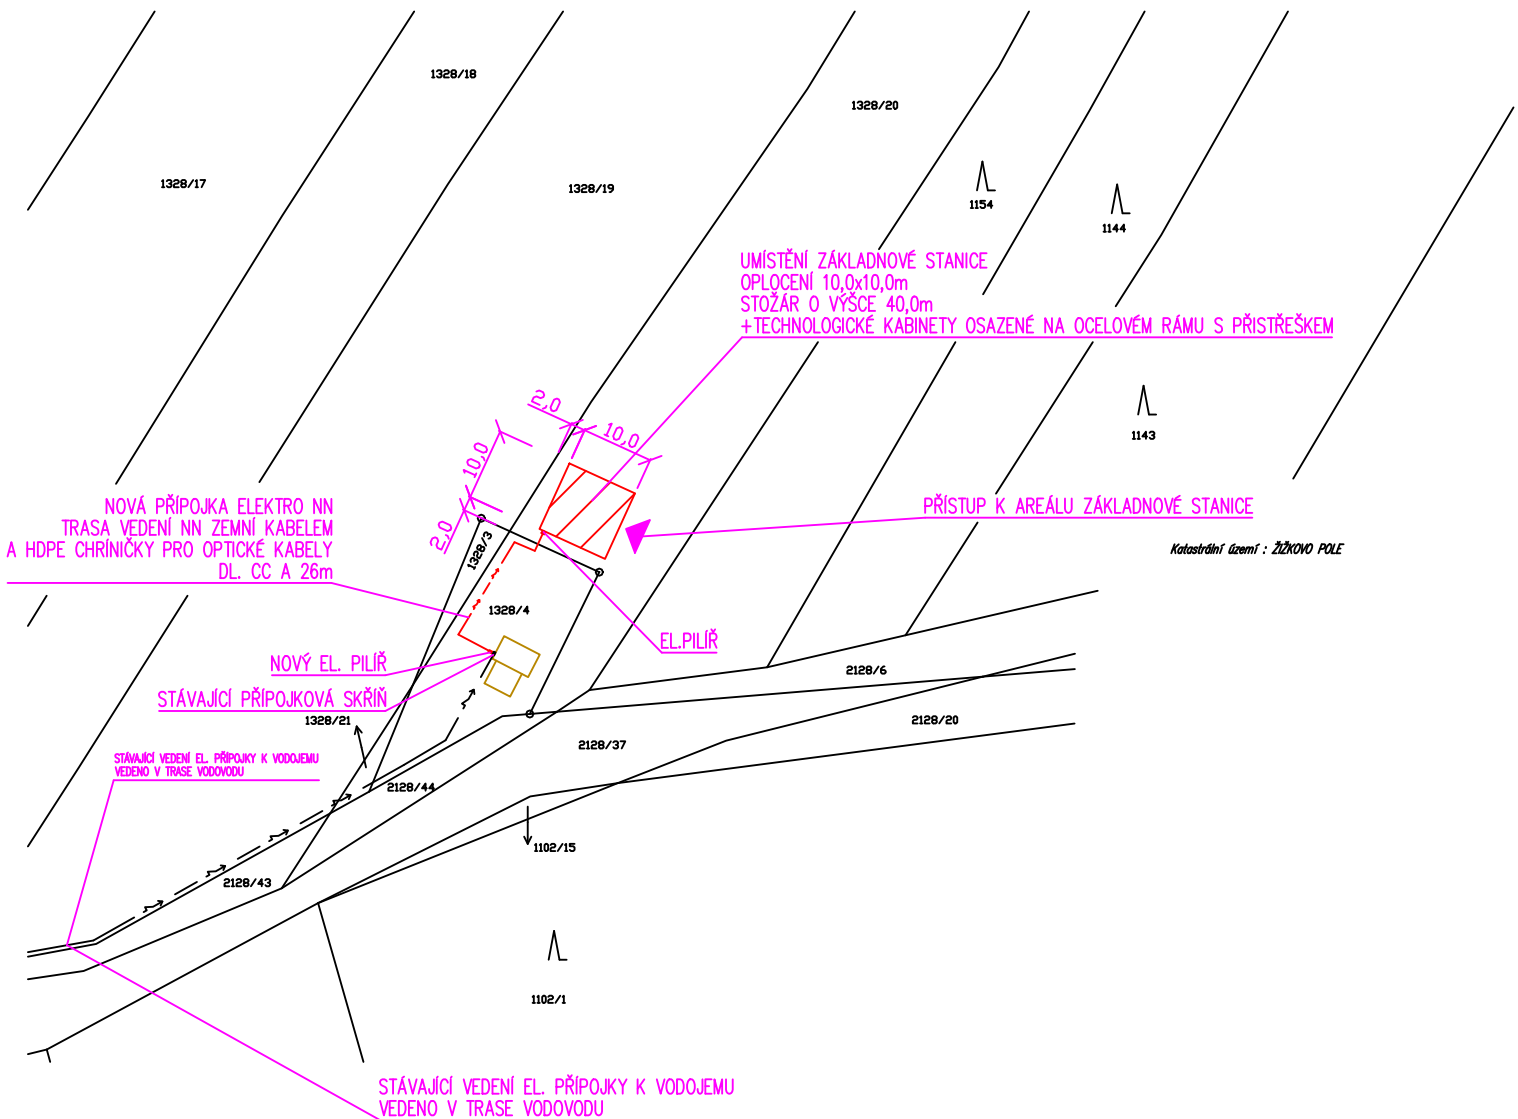 1328/18
1328/20
1328/17
1328/19
1154
1144
UMÍSTĚNÍ ZÁKLADNOVÉ STANICE
OPLOCENÍ 10,0x10,0m
STOŽÁR O VÝŠCE 40,0m
+TECHNOLOGICKÉ KABINETY OSAZENÉ NA OCELOVÉM RÁMU S PŘISTŘEŠKEM
2,0
10,0
10,0
2,0
1143
NOVÁ PŘÍPOJKA ELEKTRO NN
TRASA VEDENÍ NN ZEMNÍ KABELEM
A HDPE CHRÍNIČKY PRO OPTICKÉ KABELY
DL. CC A 26m
PŘÍSTUP K AREÁLU ZÁKLADNOVÉ STANICE
Katastrální území : ŽIŽKOVO POLE
1328/3
1328/4
EL.PILÍŘ
NOVÝ EL. PILÍŘ
STÁVAJÍCÍ PŘÍPOJKOVÁ SKŘÍŇ
2128/6
1328/21
2128/20
2128/37
STÁVAJÍCÍ VEDENÍ EL. PŘÍPOJKY K VODOJEMU
VEDENO V TRASE VODOVODU
2128/44
1102/15
2128/43
1102/1
STÁVAJÍCÍ VEDENÍ EL. PŘÍPOJKY K VODOJEMU
VEDENO V TRASE VODOVODU